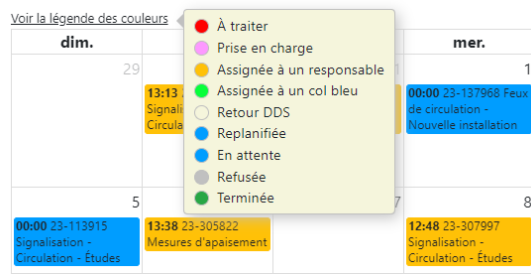 Voir la légende des couleurs
À traiter
Prise en charge
Assignée à un responsable
Assignée à un col bleu
Retour DDS
Replanifiée
En attente
Refusée
Terminée
dim.
mer.
29
1
13:13
00:00 23-137968 Feux
de circulation -
Nouvelle installation
5
7
8
00:00 23-113915
Signalisation -
Circulation - Études
13:38 23-305822
Mesures d'apaisement
12:48 23-307997
Signalisation -
Circulation - Études